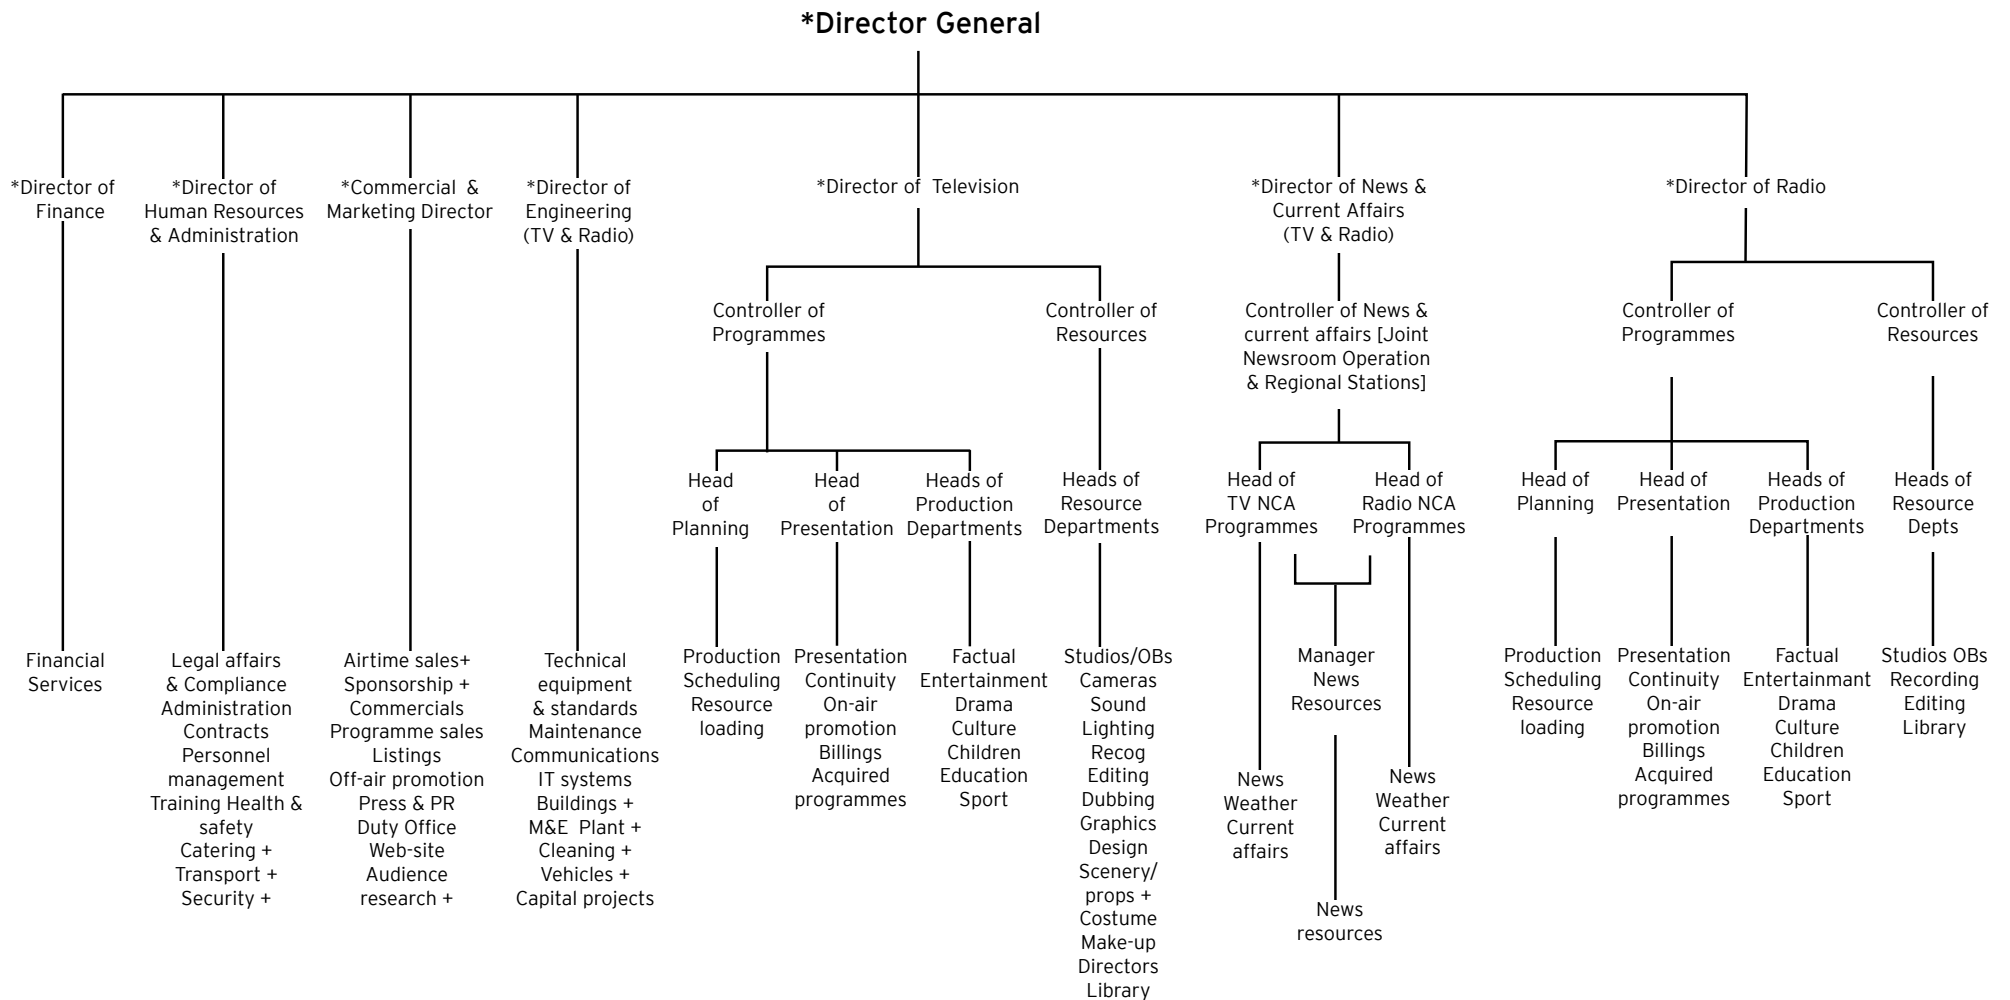 *Director General
*Director of
Finance
*Director of
Human Resources
& Administration
*Commercial &
Marketing Director
*Director of
Engineering
(TV & Radio)
*Director of Television
*Director of News &
Current Affairs
(TV & Radio)
*Director of Radio
Controller of
Programmes
Controller of
Resources
Controller of News &
current affairs [Joint
Newsroom Operation
& Regional Stations]
Controller of
Programmes
Controller of
Resources
Head
of
Planning
Head
of
Presentation
Heads of
Production
Departments
Heads of
Resource
Departments
Head of
TV NCA
Programmes
Head of
Radio NCA
Programmes
Head of
Planning
Head of
Presentation
Heads of
Production
Departments
Heads of
Resource
Depts
Financial
Services
Legal affairs
& Compliance
Administration
Contracts
Personnel
management
Training Health &
safety
Catering +
Transport +
Security +
Airtime sales+
Sponsorship +
Commercials
Programme sales
Listings
Off-air promotion
Press & PR
Duty Office
Web-site
Audience
research +
Technical
equipment
& standards
Maintenance
Communications
IT systems
Buildings +
M&E Plant +
Cleaning +
Vehicles +
Capital projects
Production
Scheduling
Resource
loading
Presentation
Continuity
On-air
promotion
Billings
Acquired
programmes
Factual
Entertainment
Drama
Culture
Children
Education
Sport
Studios/OBs
Cameras
Sound
Lighting
Recog
Editing
Dubbing
Graphics
Design
Scenery/
props +
Costume
Make-up
Directors
Library
News
Weather
Current
affairs
Manager
News
Resources
News
resources
News
Weather
Current
affairs
Production
Scheduling
Resource
loading
Presentation
Continuity
On-air
promotion
Billings
Acquired
programmes
Factual
Entertainmant
Drama
Culture
Children
Education
Sport
Studios OBs
Recording
Editing
Library